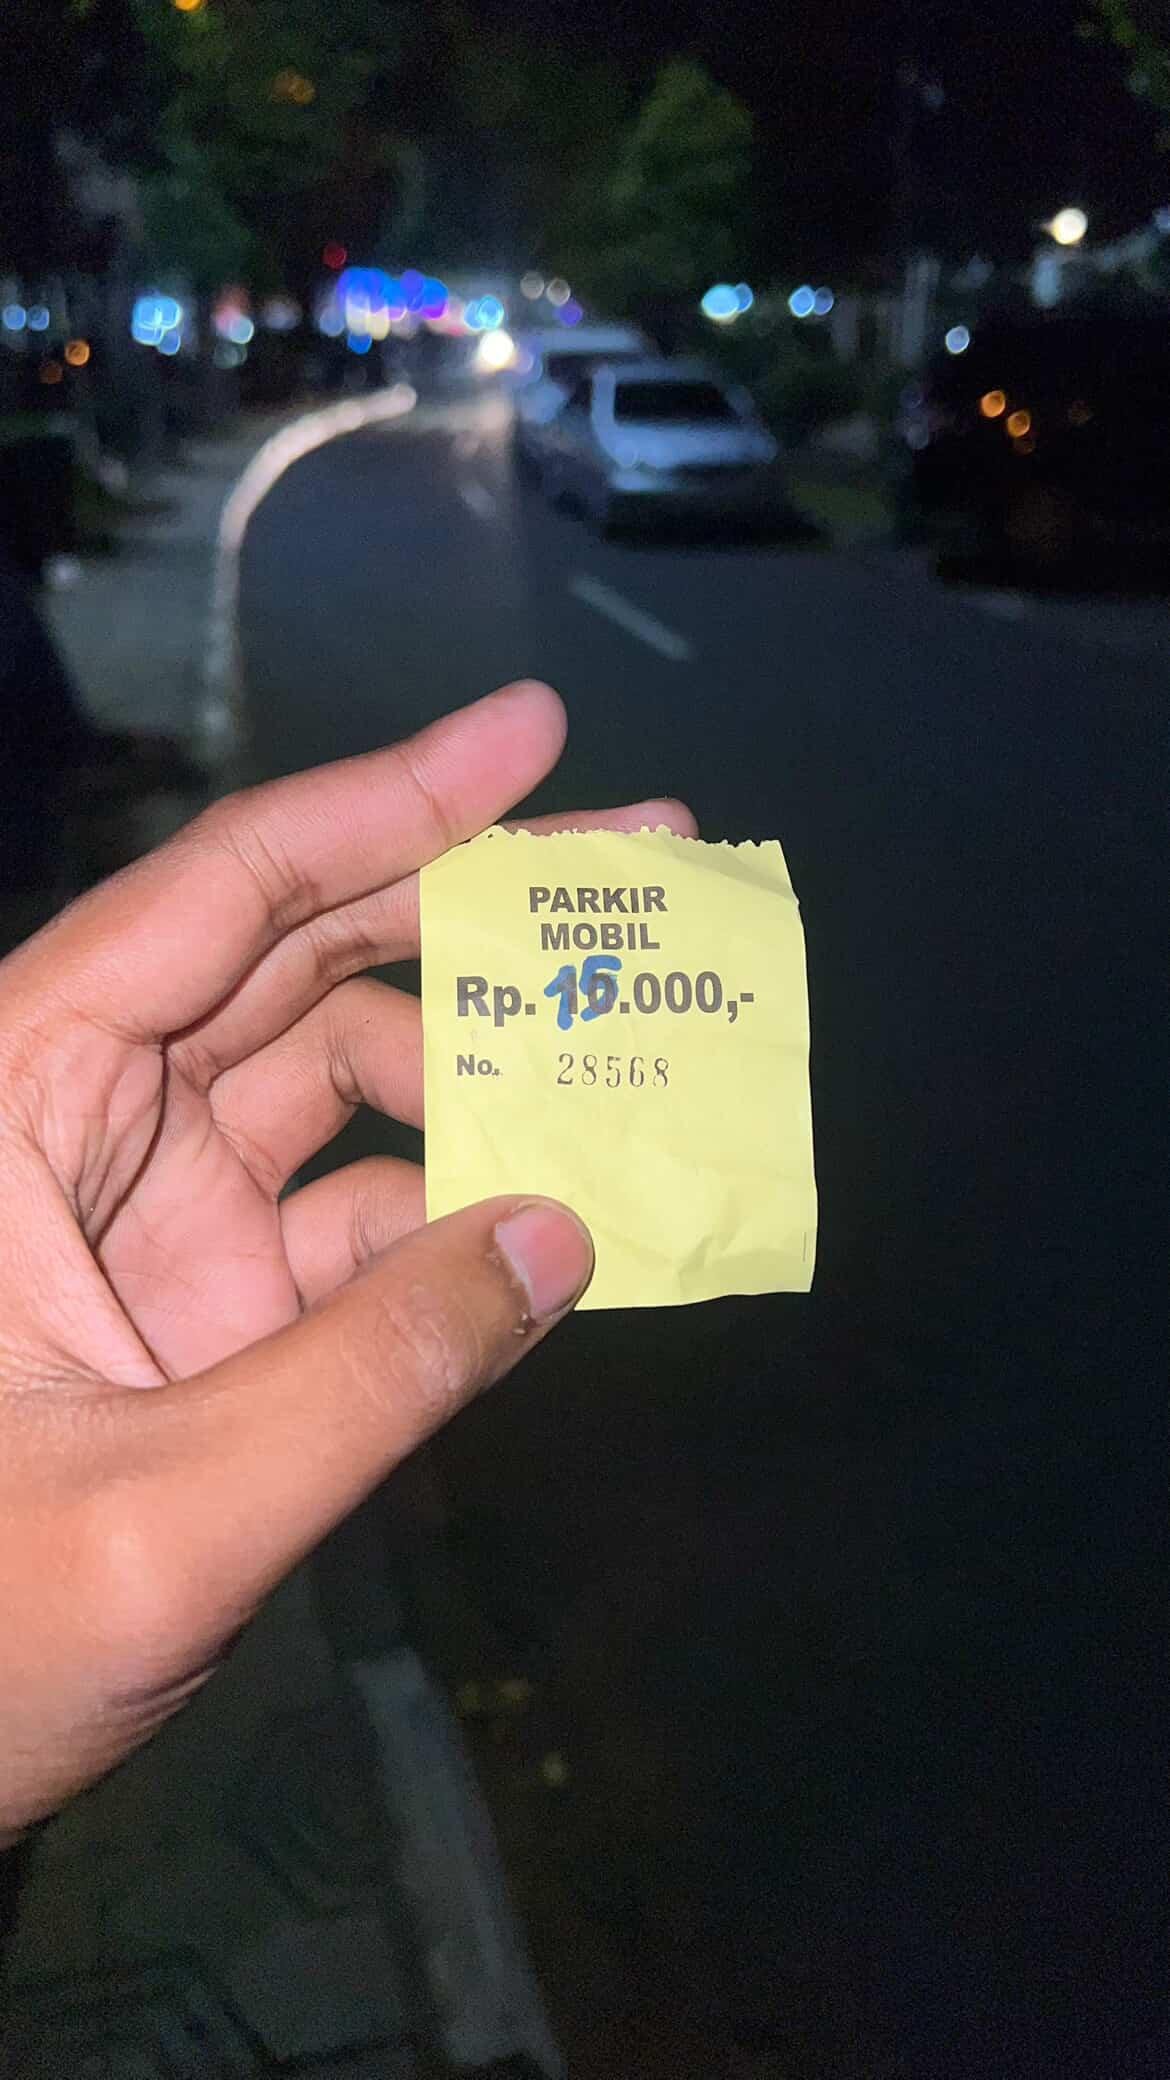 PARKIR
MOBIL
Rp. 15.000,-
No. 28568